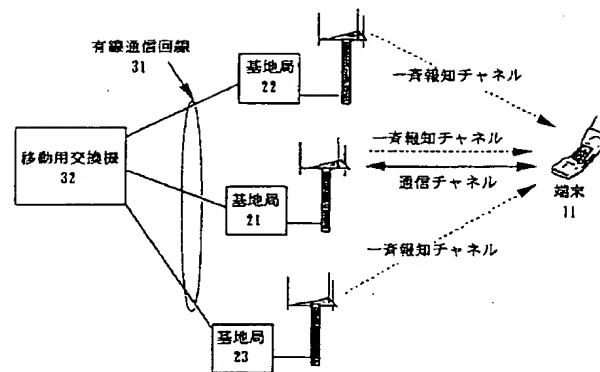 有線通信回線
31
基地局
22
一斉報知チャネル
移動用交換機
32
一斉報知チャネル
通信チャネル
基地局
21
端末
11
一斉報知チャネル
基地局
23